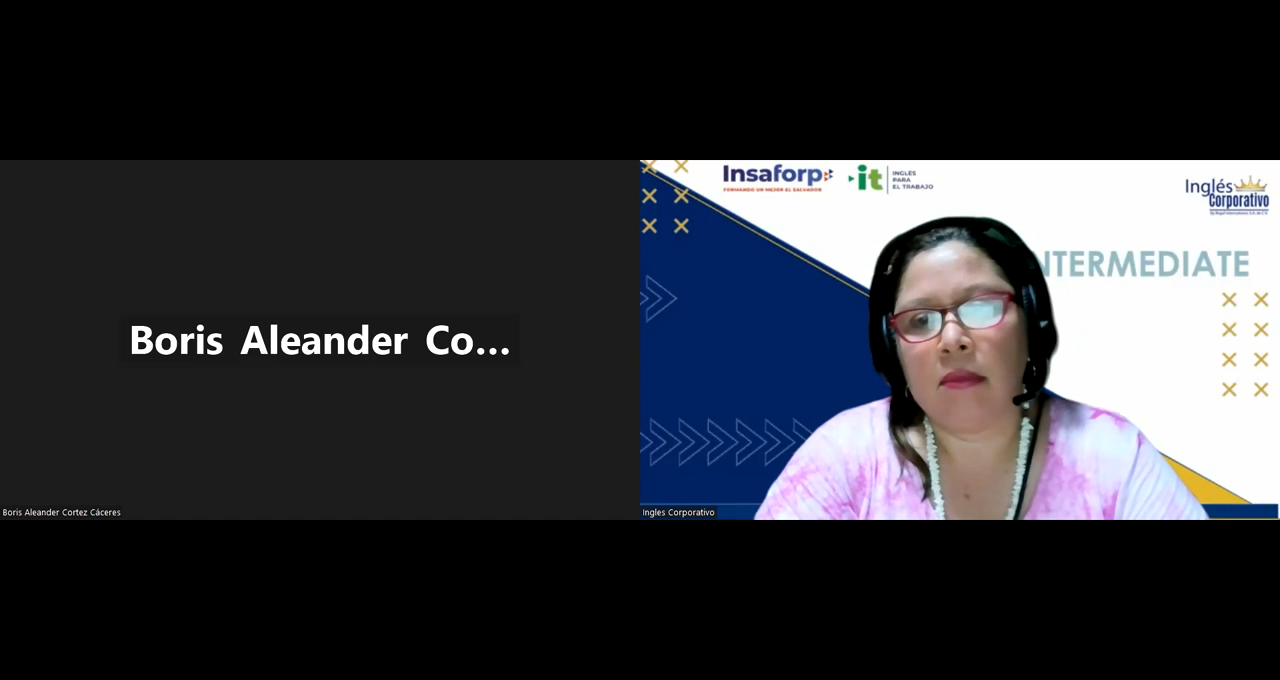 Boris Aleander Co...
Boris Aleander Cortez Cáceres
Insaforp
FORMANDO UN MEJOR EL SALVADOR
it
INGLÉS
PARA
EL TRABAJO
Inglés
Corporativo
NTERMEDIATE
Ingles Corporativo